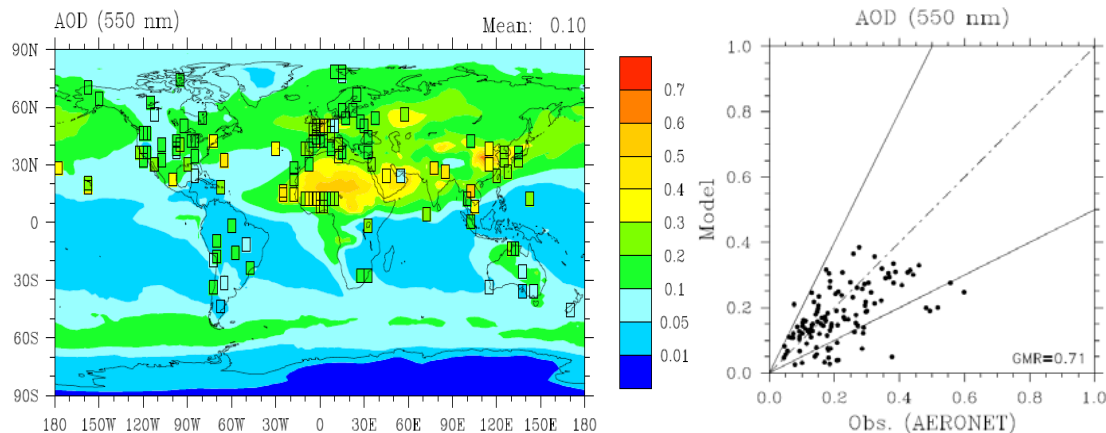 AOD (550 nm)
Mean: 0.10
90N
60N
30N
0
30S
60S
90S
180 150W 120W 90W 60W 30W 0 30E 60E 90E 120E 150E 180
0.7
0.6
0.5
0.4
0.3
0.2
0.1
0.05
0.01
AOD (550 nm)
1.0
0.8
0.6
0.4
0.2
0.0
Model
GMR=0.71
0.0 0.2 0.4 0.6 0.8 1.0
Obs. (AERONET)